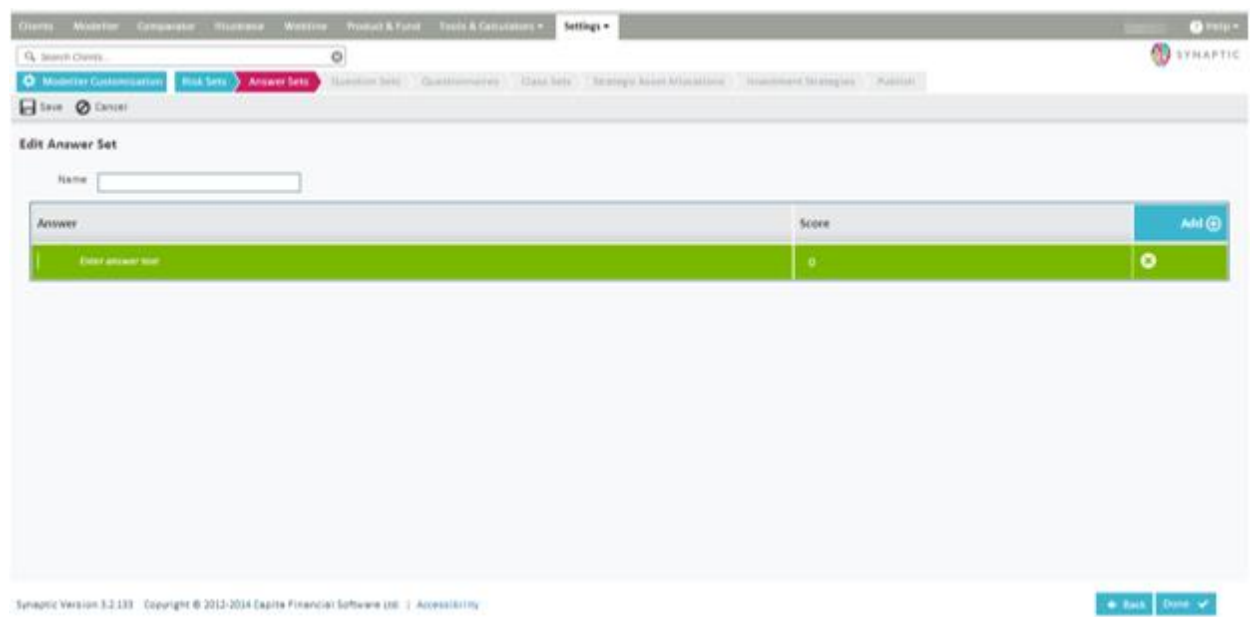 Clients Modeller Comparator Illustrator Webline Product & Fund Tools & Calculators Settings Help
Search Clients... SYNAPTIC
Modeller Customisation Risk Sets Answer Sets Question Sets Questionnaires Class Sets Strategic Asset Allocations Investment Strategies Publish
Save Cancel
Edit Answer Set
Name
Answer Score Add
Enter answer text 0
Synaptic Version 3.2.133 Copyright © 2012-2014 Capita Financial Software Ltd. | Accessibility Back Done